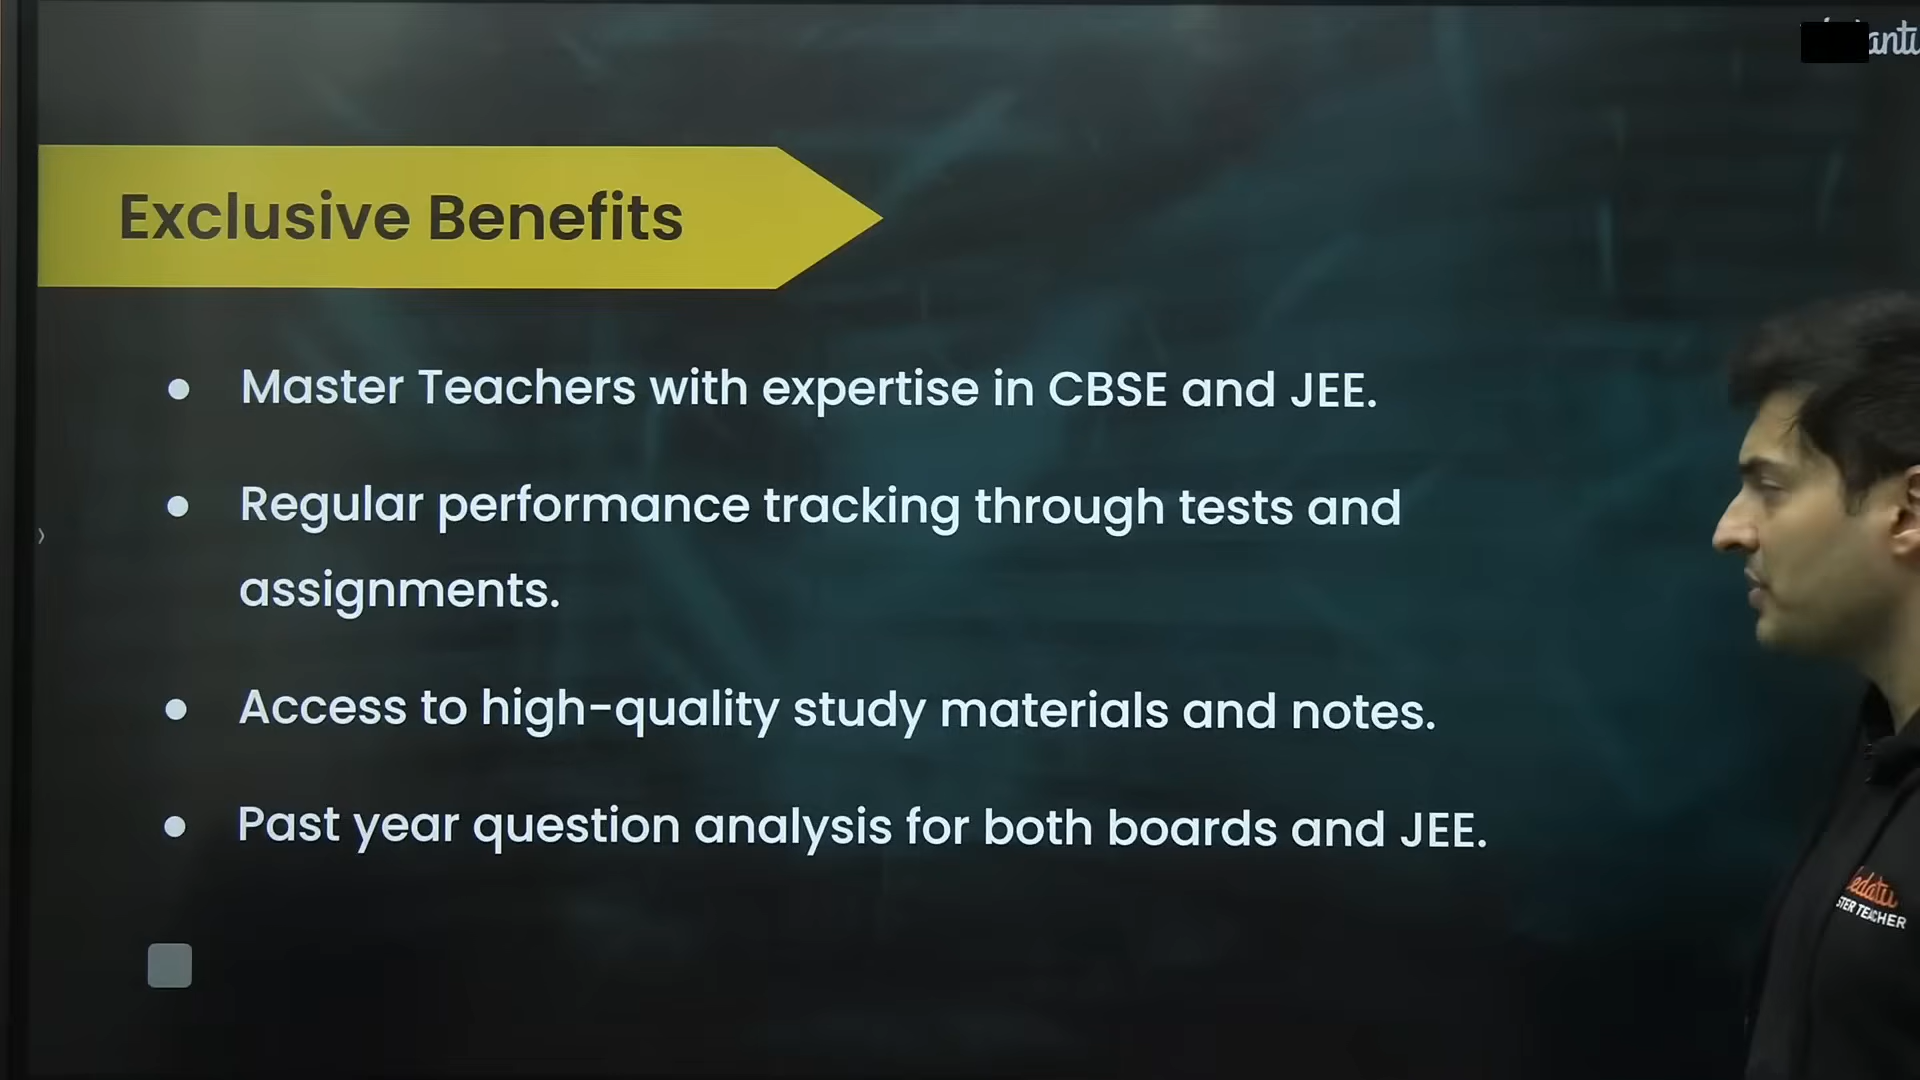 Exclusive Benefits
Master Teachers with expertise in CBSE and JEE.
Regular performance tracking through tests and
assignments.
Access to high-quality study materials and notes.
Past year question analysis for both boards and JEE.
TEACHER